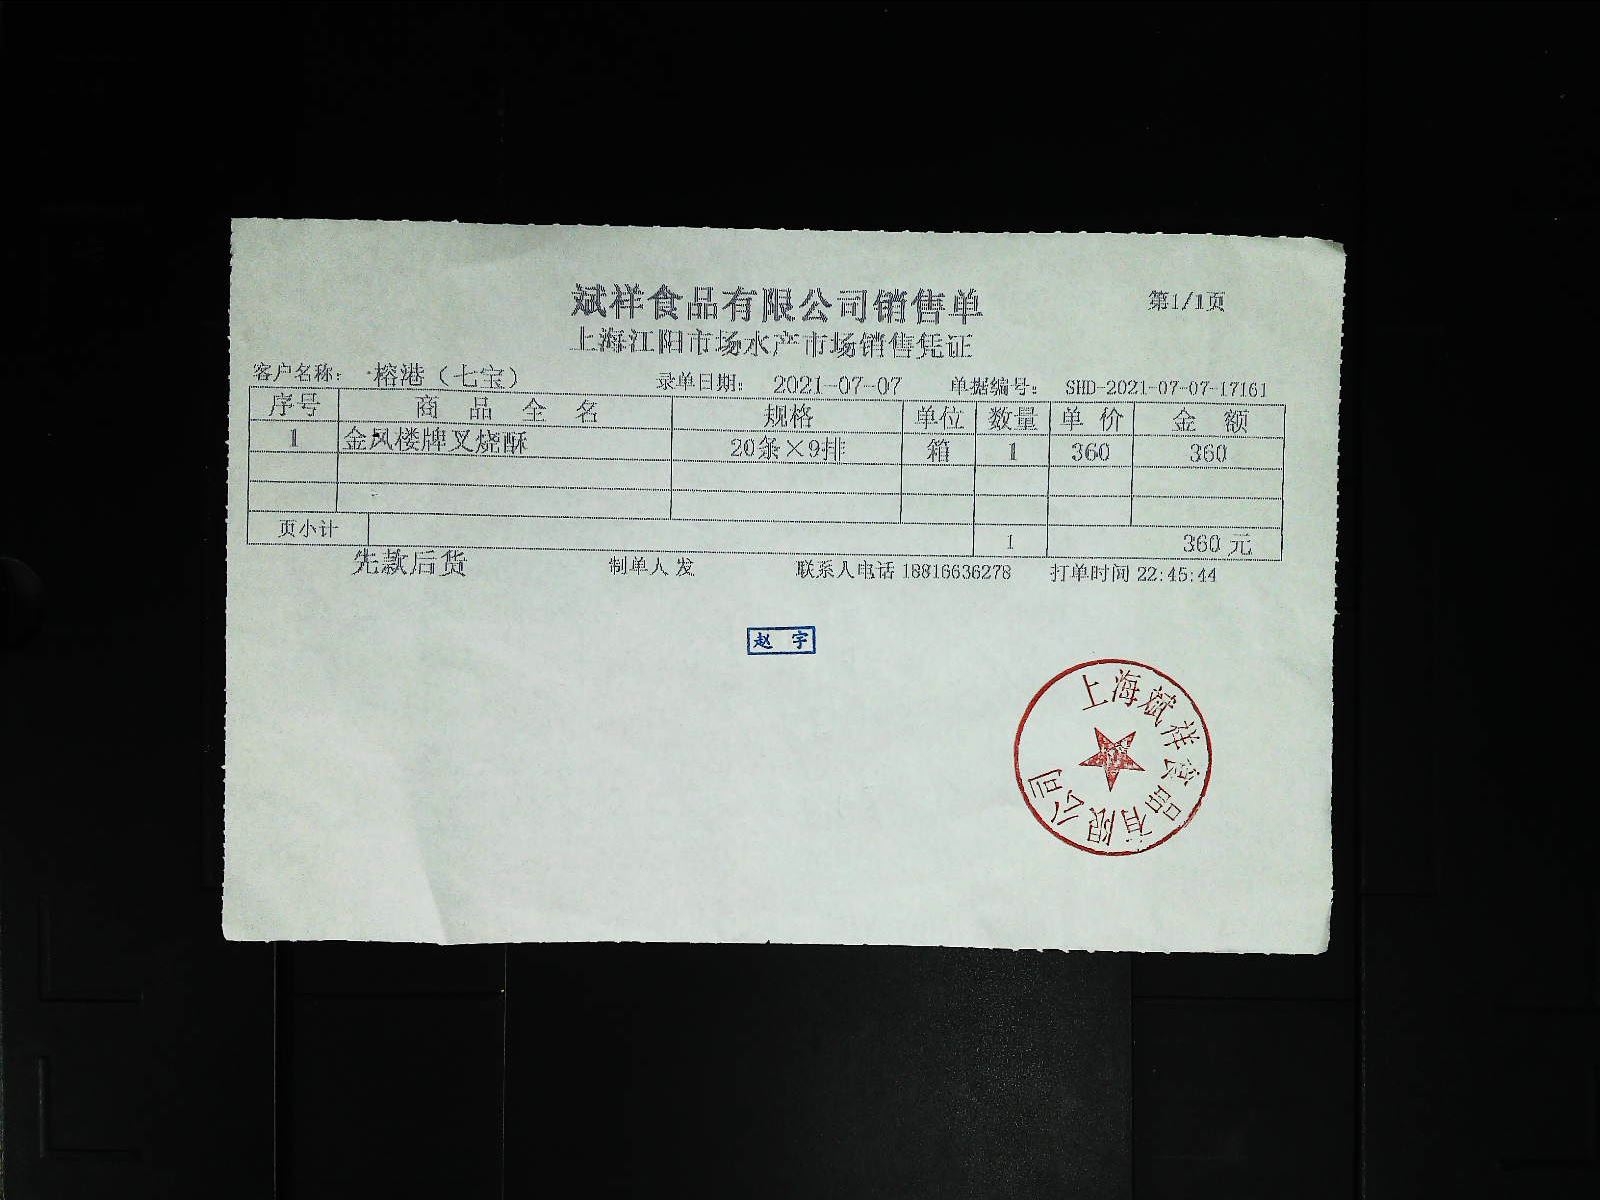 斌祥食品有限公司销售单
第1/1页
上海江阳市场水产市场销售凭证
客户名称: 榕港（七宝） 录单日期: 2021-07-07 单据编号: SHD-2021-07-07-17161
序号 商品全名 规格 单位 数量 单价 金额
1 金凤楼牌叉烧酥 20条×9排 箱 1 360 360
页小计 1 360元
先款后货 制单人 发 联系人电话 18816636278 打单时间 22:45:44
赵 宇
上海斌祥食品有限公司